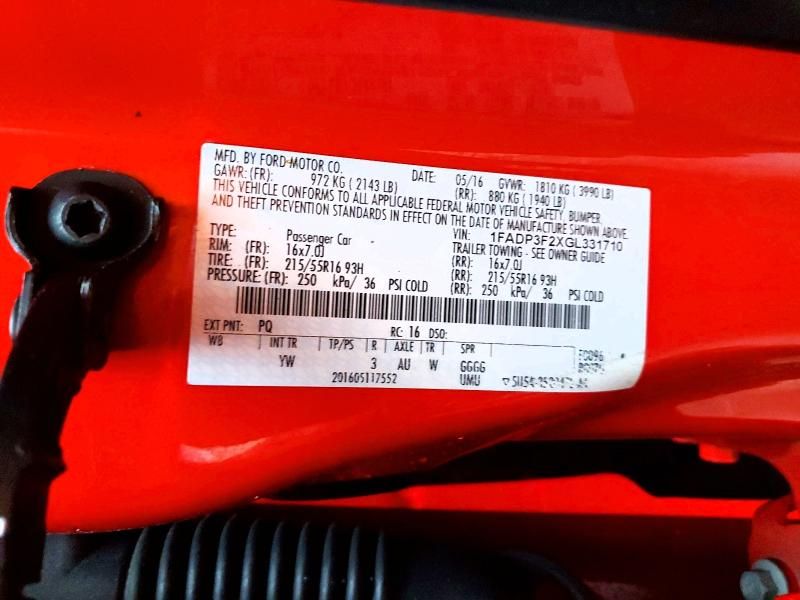 MFD. BY FORD MOTOR CO. DATE: 05/16 GVWR: 1810 KG ( 3990 LB)
GAWR: (FR): 972 KG ( 2143 LB) (RR): 880 KG ( 1940 LB)
THIS VEHICLE CONFORMS TO ALL APPLICABLE FEDERAL MOTOR VEHICLE SAFETY, BUMPER,
AND THEFT PREVENTION STANDARDS IN EFFECT ON THE DATE OF MANUFACTURE SHOWN ABOVE.
VIN: 1FADP3F2XGL331710
TYPE: Passenger Car TRAILER TOWING - SEE OWNER GUIDE
RIM: (FR): 16x7.0J (RR): 16x7.0J
TIRE: (FR): 215/55R16 93H (RR): 215/55R16 93H
PRESSURE: (FR): 250 kPa/ 36 PSI COLD (RR): 250 kPa/ 36 PSI COLD
EXT PNT: PQ RC: 16 DSO:
WB INT TR TP/PS R AXLE TR SPR
YW 3 AU W GGGG
201605117552 UMU